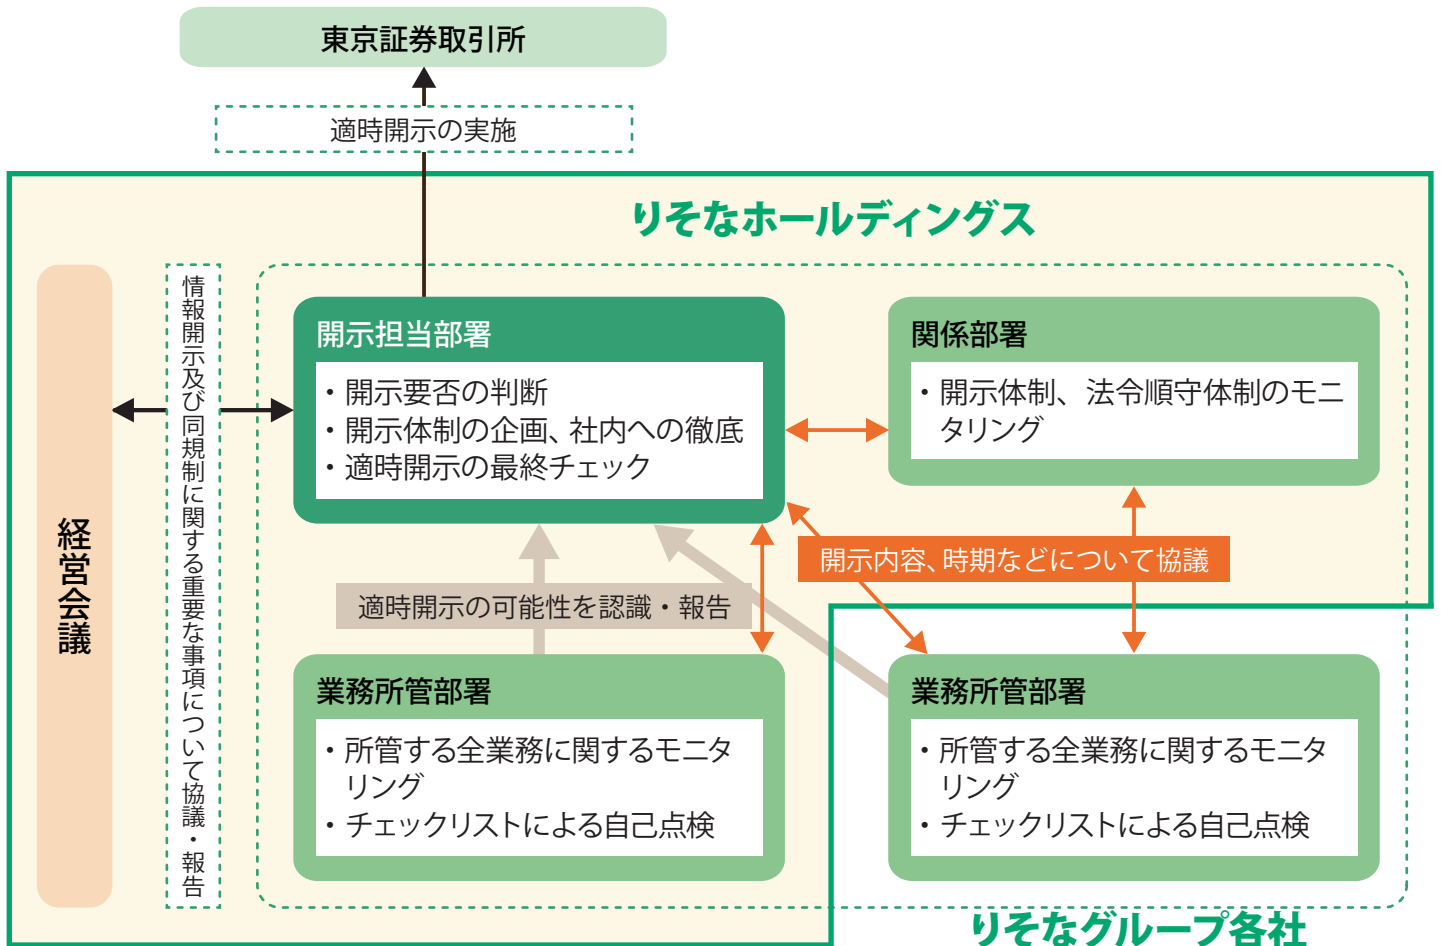 東京証券取引所
適時開示の実施
りそなホールディングス
経営会議
情報開示及び同規制に関する重要な事項について協議・報告
開示担当部署
・開示要否の判断
・開示体制の企画、社内への徹底
・適時開示の最終チェック
関係部署
・開示体制、法令順守体制のモニ
タリング
開示内容、時期などについて協議
適時開示の可能性を認識・報告
業務所管部署
・所管する全業務に関するモニタ
リング
・チェックリストによる自己点検
業務所管部署
・所管する全業務に関するモニタ
リング
・チェックリストによる自己点検
りそなグループ各社